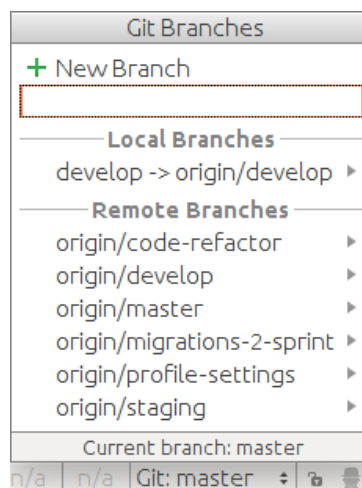 Git Branches
+ New Branch
Local Branches
develop -> origin/develop
Remote Branches
origin/code-refactor
origin/develop
origin/master
origin/migrations-2-sprint
origin/profile-settings
origin/staging
Current branch: master
n/a n/a Git: master